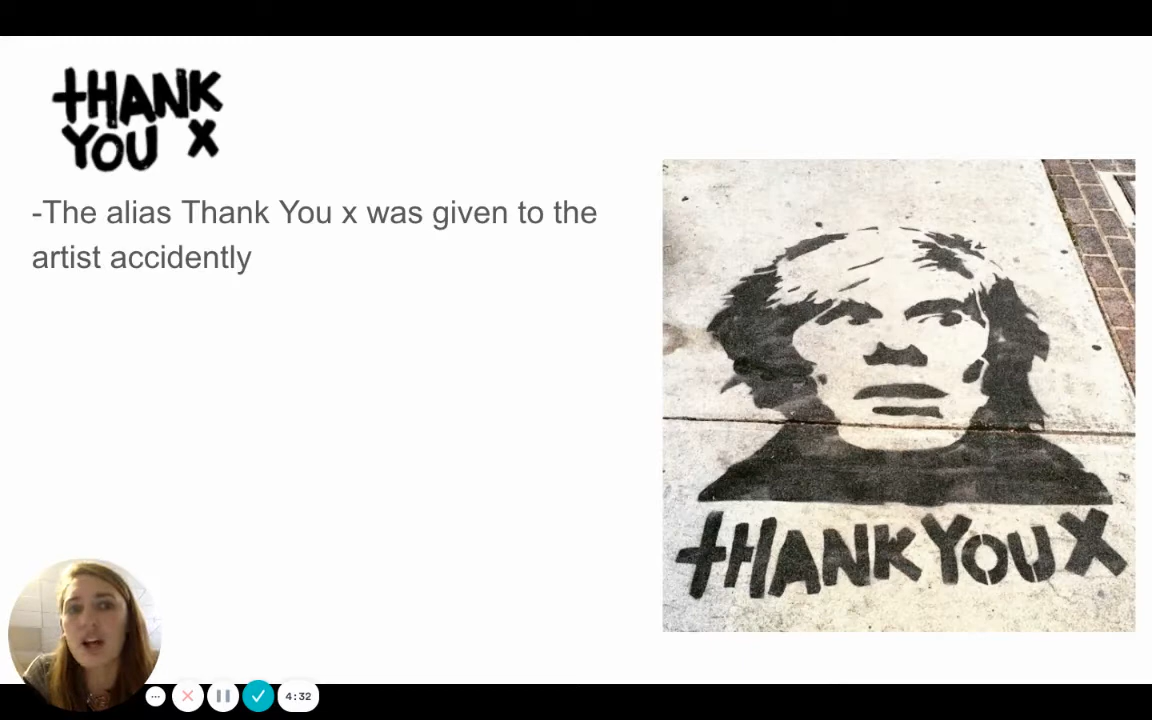 tHANK
YOU x
-The alias Thank You x was given to the
artist accidently
tHANK YOU X
4:32